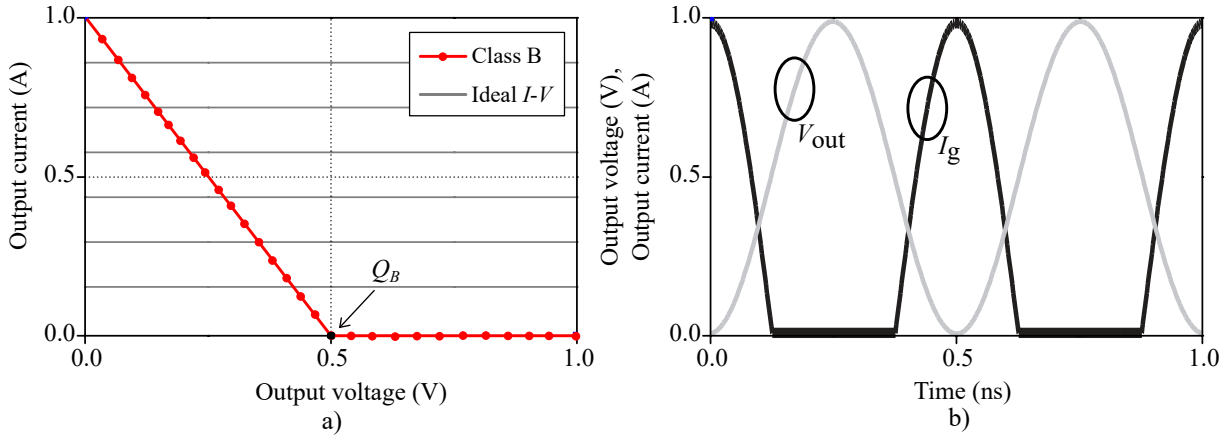 1.0
0.5
0.0
0.0
0.5
1.0
Output current (A)
Output voltage (V)
Class B
Ideal I-V
Q_B
a)
1.0
0.5
0.0
0.0
0.5
1.0
Output voltage (V),
Output current (A)
Time (ns)
V_out
I_g
b)